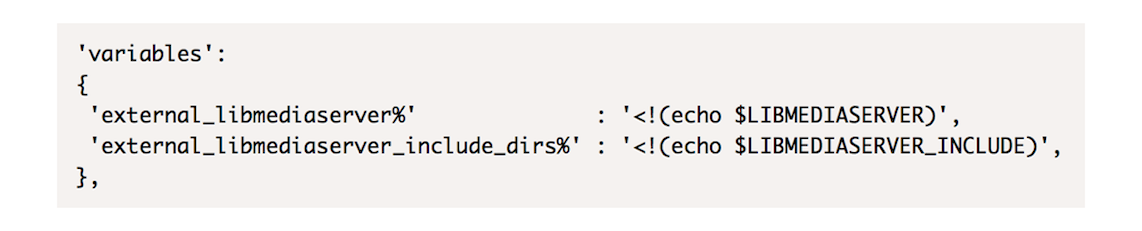 'variables':
{
 'external_libmediaserver%'             : '<!(echo $LIBMEDIASERVER)',
 'external_libmediaserver_include_dirs%' : '<!(echo $LIBMEDIASERVER_INCLUDE)',
},